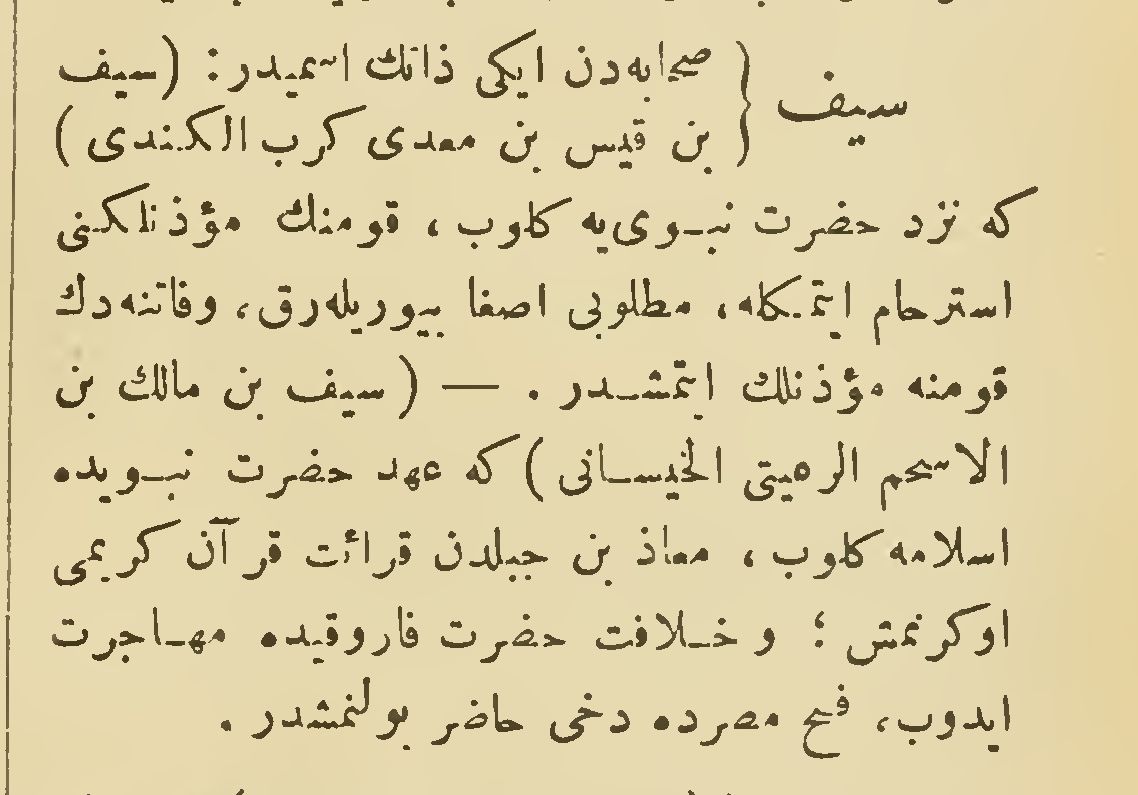 سیف { صحابه‌دن ایکی ذاتك اسمیدر: (سیف
بن قیس بن معدی کرب الکندی)
که نزد حضرت نبوی‌یه کلوب، قومنك مؤذنلکنی
استرحام ایتمکله، مطلوبی اصغا بیوریله‌رق، وفاتنه‌دك
قومنه مؤذنلك ایتمشدر. — (سیف بن مالك بن
الاسحم الرعینی الخیسانی) که عهد حضرت نبویده
اسلامه کلوب، معاذ بن جبلدن قرائت قرآن کریمی
اوکرنمش؛ و خلافت حضرت فاروقیده مهاجرت
ایدوب، فتح مصرده دخی حاضر بولنمشدر.